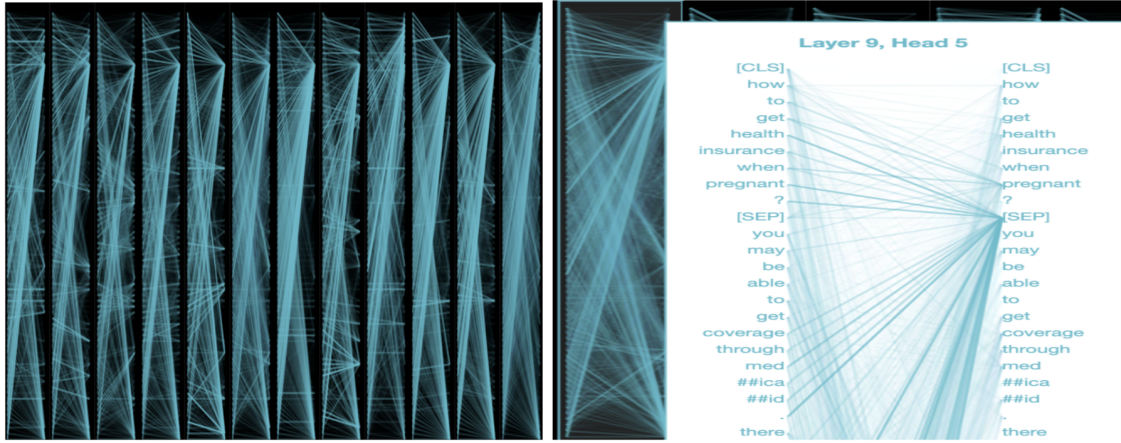 Layer 9, Head 5
[CLS] [CLS]
how how
to to
get get
health health
insurance insurance
when when
pregnant pregnant
? ?
[SEP] [SEP]
you you
may may
be be
able able
to to
get get
coverage coverage
through through
med med
##ica ##ica
##id ##id
. .
there there